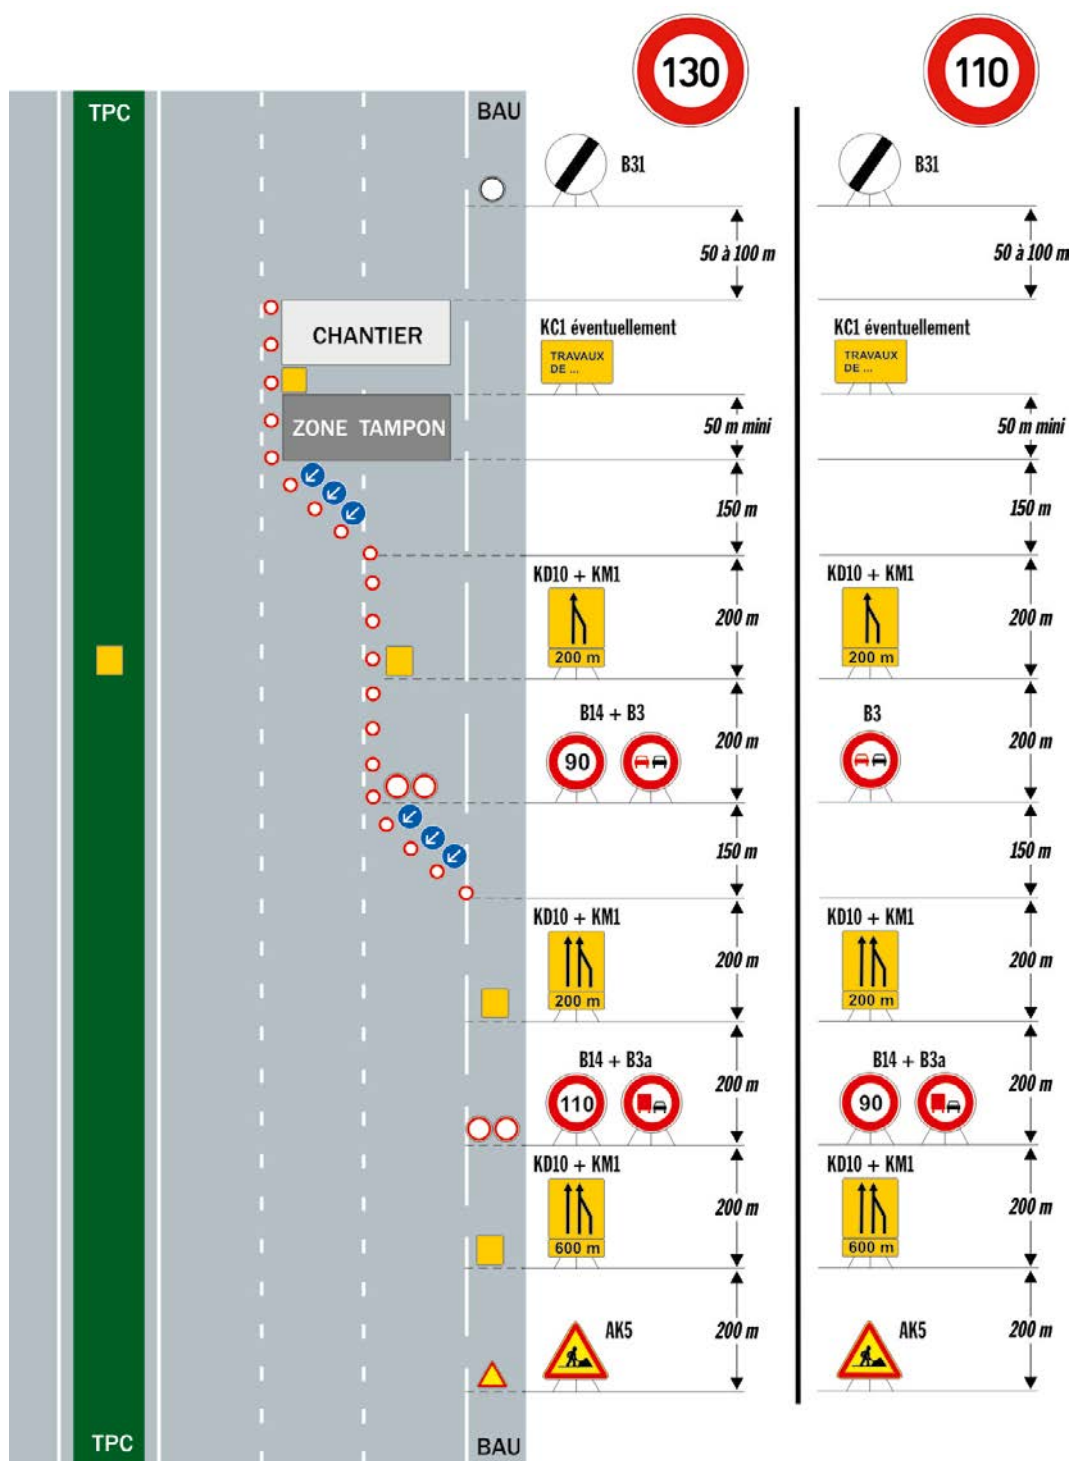 130
110
TPC
BAU
B31
B31
50 à 100 m
50 à 100 m
CHANTIER
KC1 éventuellement
TRAVAUX
DE ...
KC1 éventuellement
TRAVAUX
DE ...
ZONE TAMPON
50 m mini
50 m mini
150 m
150 m
KD10 + KM1
200 m
200 m
KD10 + KM1
200 m
200 m
B14 + B3
90
200 m
B3
200 m
150 m
150 m
KD10 + KM1
200 m
200 m
KD10 + KM1
200 m
200 m
B14 + B3a
110
200 m
B14 + B3a
90
200 m
KD10 + KM1
600 m
200 m
KD10 + KM1
600 m
200 m
AK5
200 m
AK5
200 m
TPC
BAU